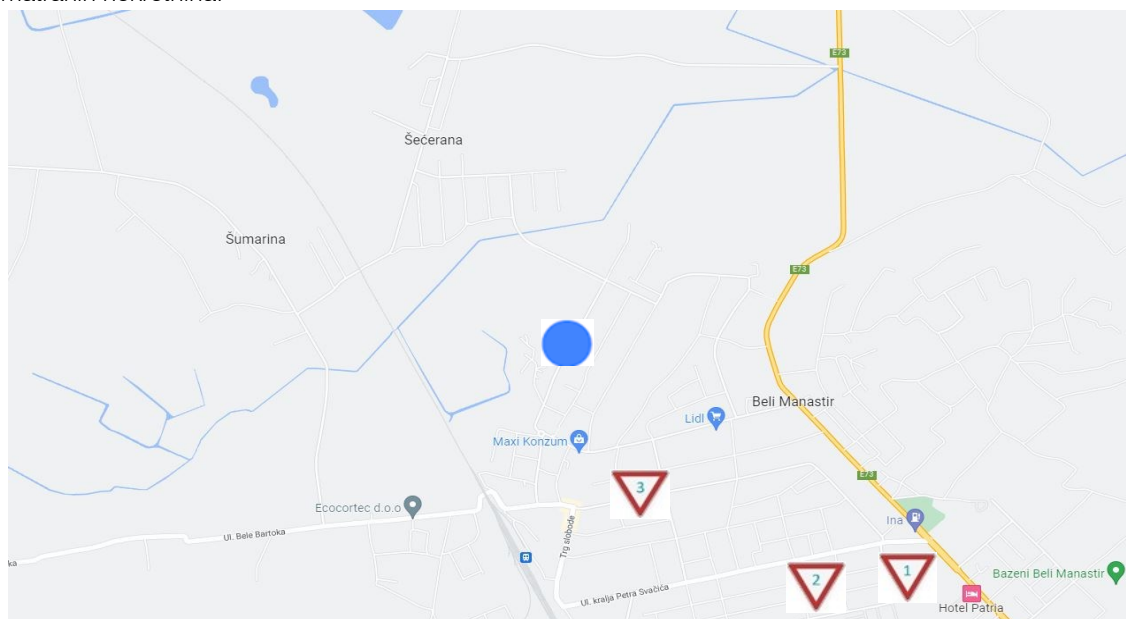 E73
Šećerana
Šumarina
E73
Beli Manastir
Lidl
Maxi Konzum
E73
3
Ecocortec d.o.o
Ina
Ul. Bele Bartoka
Trg slobode
ka
2
1
Bazeni Beli Manastir
Ul. kralja Petra Svačića
Hotel Patria